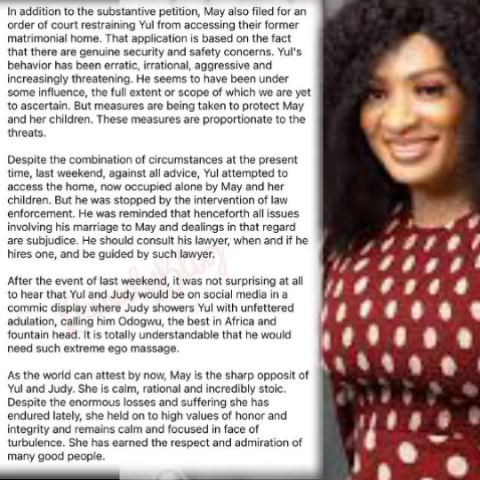 In addition to the substantive petition, May also filed for an
order of court restraining Yul from accessing their former
matrimonial home. That application is based on the fact
that there are genuine security and safety concerns. Yul's
behavior has been erratic, irrational, aggressive and
increasingly threatening. He seems to have been under
some influence, the full extent or scope of which we are yet
to ascertain. But measures are being taken to protect May
and her children. These measures are proportionate to the
threats.
Despite the combination of circumstances at the present
time, last weekend, against all advice, Yul attempted to
access the home, now occupied alone by May and her
children. But he was stopped by the intervention of law
enforcement. He was reminded that henceforth all issues
involving his marriage to May and dealings in that regard
are subjudice. He should consult his lawyer, when and if he
hires one, and be guided by such lawyer.
After the event of last weekend, it was not surprising at all
to hear that Yul and Judy would be on social media in a
commic display where Judy showers Yul with unfettered
adulation, calling him Odogwu, the best in Africa and
fountain head. It is totally understandable that he would
need such extreme ego massage.
As the world can attest by now, May is the sharp opposit of
Yul and Judy. She is calm, rational and incredibly stoic.
Despite the enormous losses and suffering she has
endured lately, she held on to high values of honor and
integrity and remains calm and focused in face of
turbulence. She has earned the respect and admiration of
many good people.